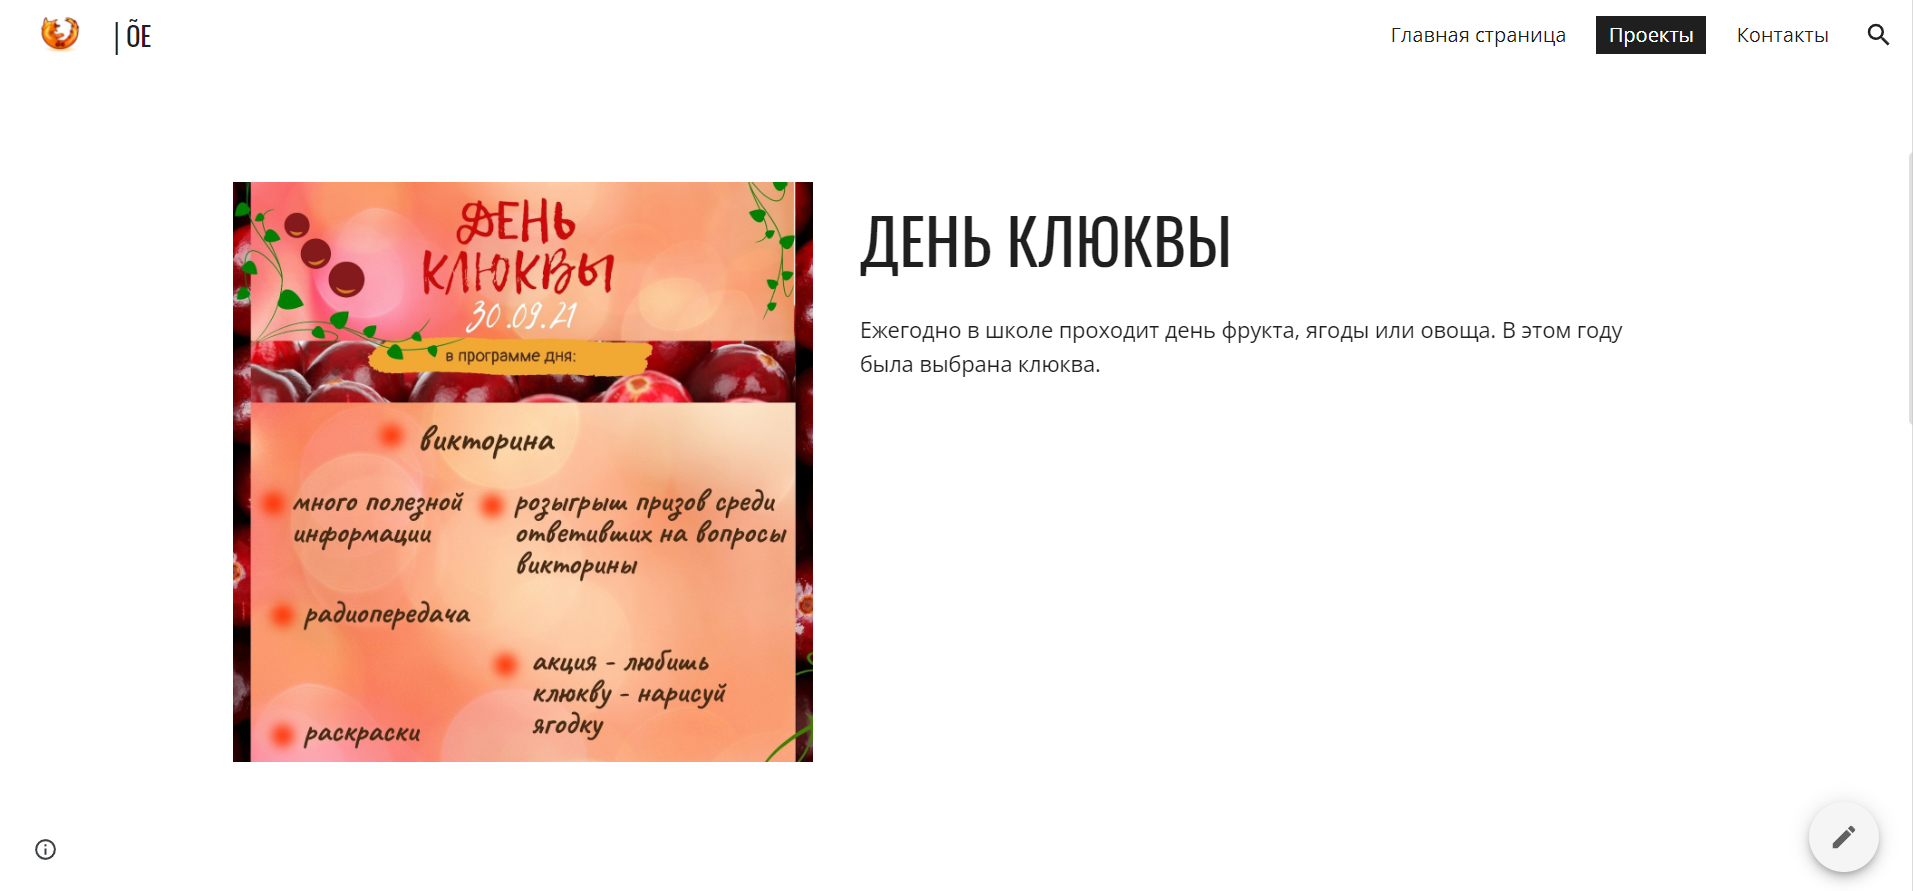 | ÕE
Главная страница
Проекты
Контакты
ДЕНЬ
КЛЮКВЫ
30.09.21
в программе дня:
викторина
много полезной
информации
розыгрыш призов среди
ответивших на вопросы
викторины
радиопередача
акция - любишь
клюкву - нарисуй
ягодку
раскраски
ДЕНЬ КЛЮКВЫ
Ежегодно в школе проходит день фрукта, ягоды или овоща. В этом году
была выбрана клюква.